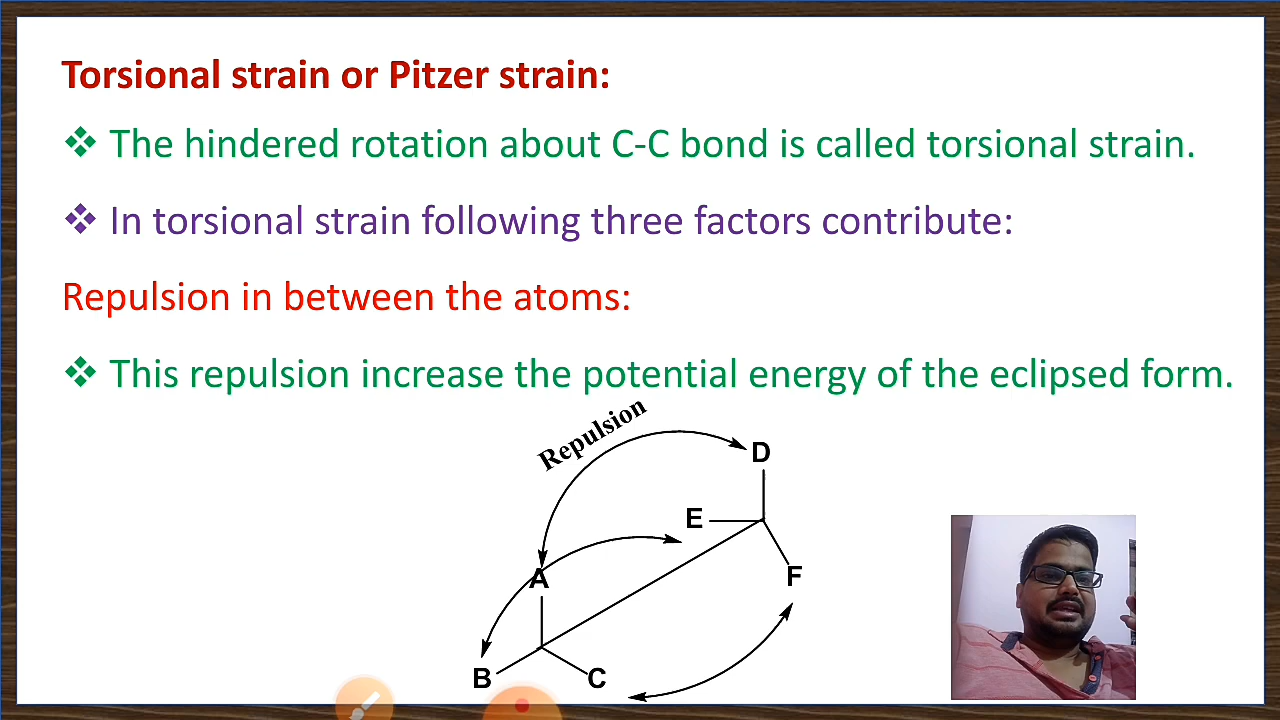 Torsional strain or Pitzer strain:
❖ The hindered rotation about C-C bond is called torsional strain.
❖ In torsional strain following three factors contribute:
Repulsion in between the atoms:
❖ This repulsion increase the potential energy of the eclipsed form.
Repulsion
D
E
F
A
B
C